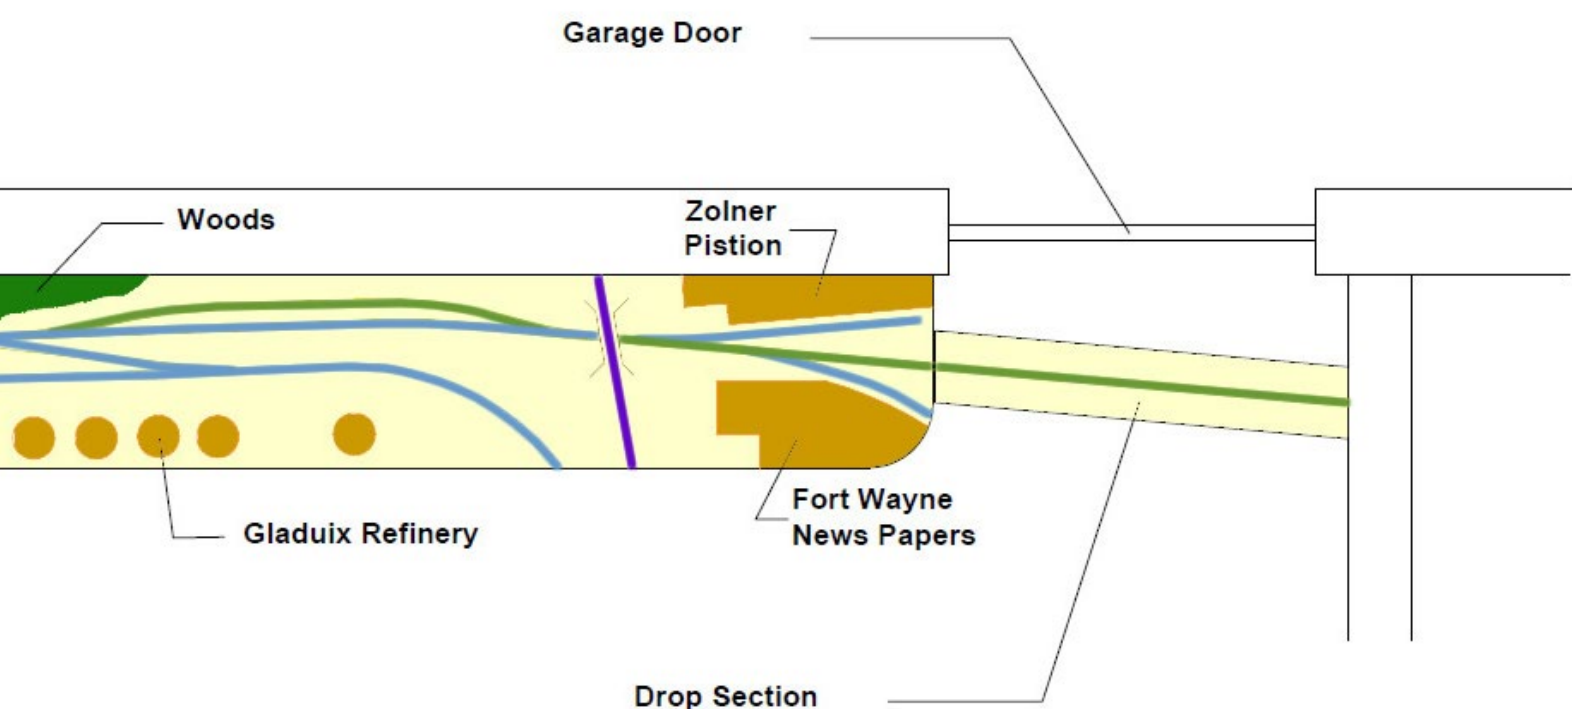 Garage Door
Woods
Zolner
Pistion
Gladuix Refinery
Fort Wayne
News Papers
Drop Section